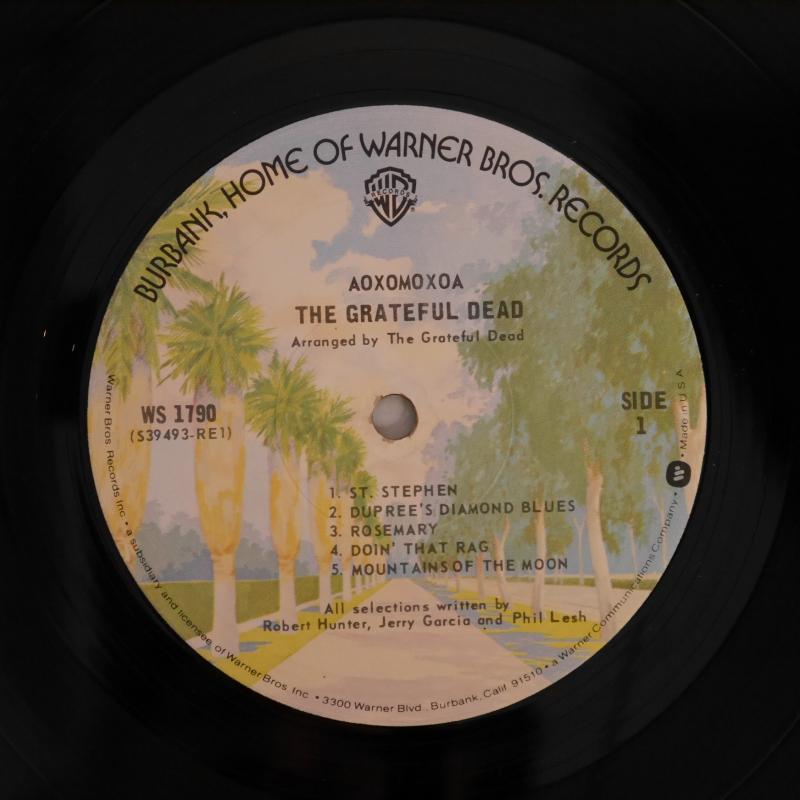 BURBANK, HOME OF WARNER BROS. RECORDS
RECORDS
W
AOXOMOXOA
THE GRATEFUL DEAD
Arranged by The Grateful Dead
WS 1790
(S39493-RE1)
SIDE
1
1. ST. STEPHEN
2. DUPREE'S DIAMOND BLUES
3. ROSEMARY
4. DOIN' THAT RAG
5. MOUNTAINS OF THE MOON
All selections written by
Robert Hunter, Jerry Garcia and Phil Lesh
Warner Bros. Records Inc. • a subsidiary and licensee of Warner Bros. Inc. • 3300 Warner Blvd., Burbank, Calif. 91510 • a Warner Communications Company • Made in U.S.A.